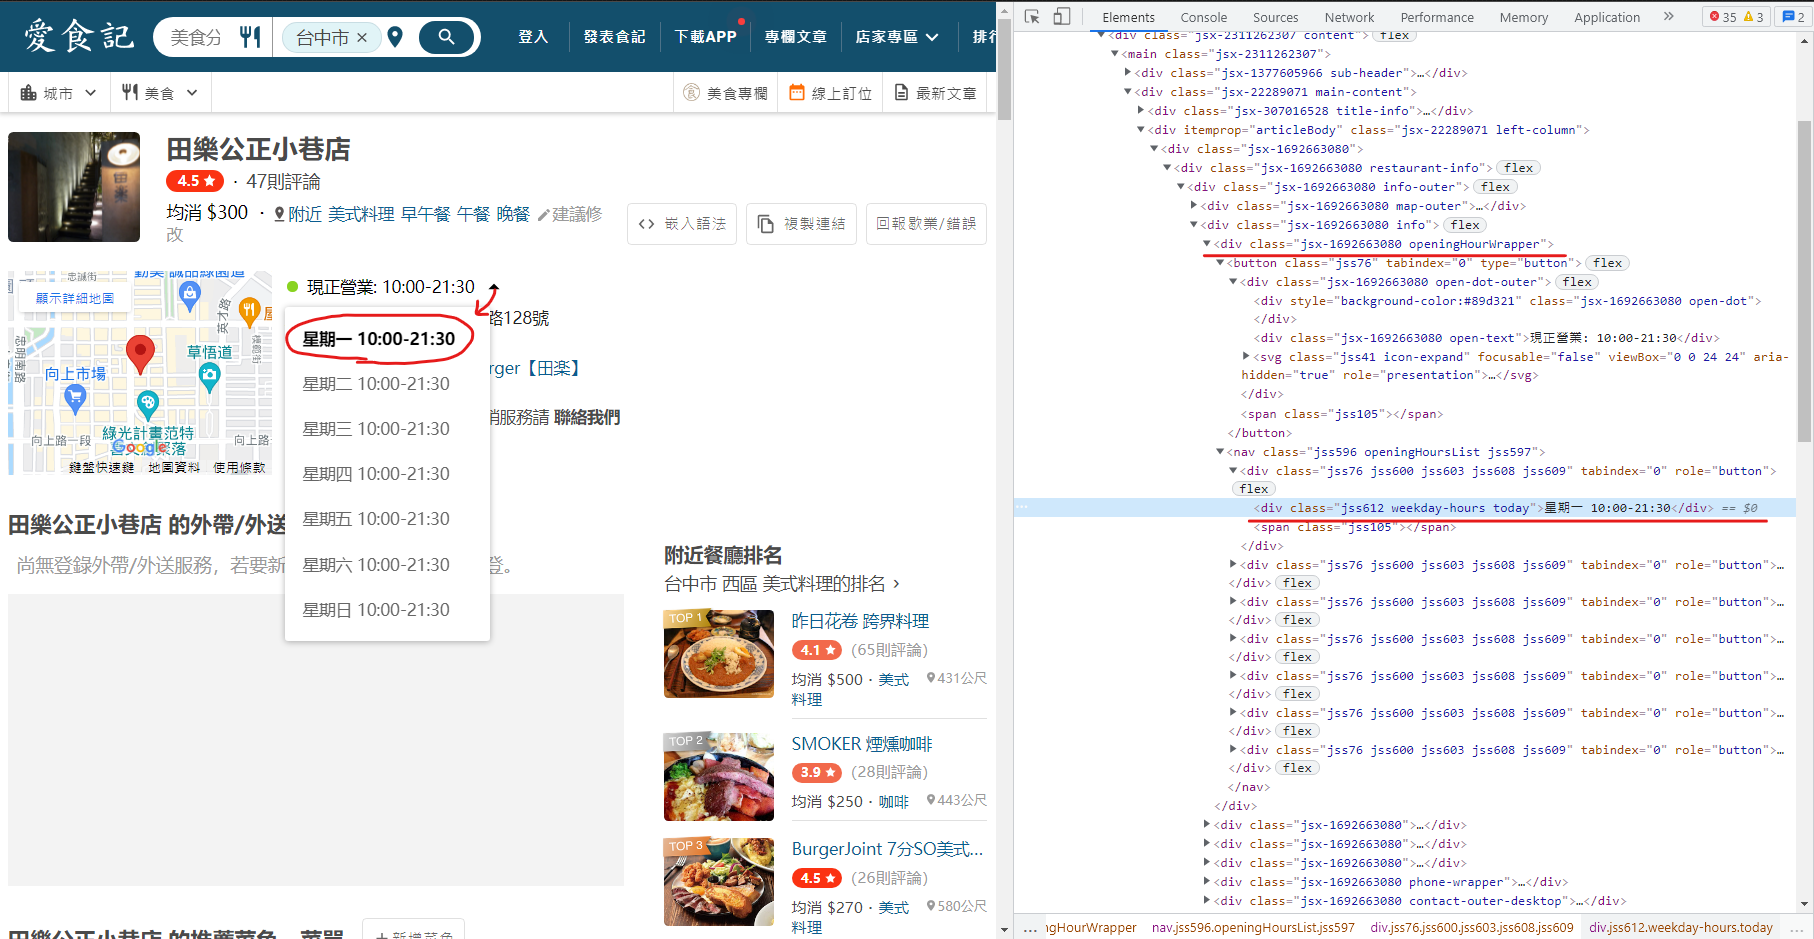 愛食記
美食分
台中市 ×
登入
發表食記
下載APP
專欄文章
店家專區
城市
美食
美食專欄
線上訂位
最新文章
田樂公正小巷店
4.5 ★ · 47則評論
均消 $300 · 附近 美式料理 早午餐 午餐 晚餐 建議修
改
嵌入語法
複製連結
回報歇業/錯誤
顯示詳細地圖
忠誠街
英才路
草悟道
向上市場
向上路一段
綠光計畫范特
喜文創聚落
向上路
Google
鍵盤快速鍵 地圖資料 使用條款
現正營業: 10:00-21:30
路128號
rger【田楽】
銷服務請 聯絡我們
星期一 10:00-21:30
星期二 10:00-21:30
星期三 10:00-21:30
星期四 10:00-21:30
星期五 10:00-21:30
星期六 10:00-21:30
星期日 10:00-21:30
田樂公正小巷店 的外帶/外送
尚無登錄外帶/外送服務，若要新
登。
附近餐廳排名
台中市 西區 美式料理的排名 ›
TOP 1
昨日花卷 跨界料理
4.1 ★ (65則評論)
均消 $500 · 美式
料理
431公尺
TOP 2
SMOKER 煙燻咖啡
3.9 ★ (28則評論)
均消 $250 · 咖啡
443公尺
TOP 3
BurgerJoint 7分SO美式…
4.5 ★ (26則評論)
均消 $270 · 美式
料理
580公尺
田樂公正小巷店 的推薦菜色、菜單
+ 新增菜色
Elements Console Sources Network Performance Memory Application » 35 3 2
<div class="jsx-2311262307 content"> flex
<main class="jsx-2311262307">
<div class="jsx-1377605966 sub-header">…</div>
<div class="jsx-22289071 main-content">
<div class="jsx-307016528 title-info">…</div>
<div itemprop="articleBody" class="jsx-22289071 left-column">
<div class="jsx-1692663080">
<div class="jsx-1692663080 restaurant-info"> flex
<div class="jsx-1692663080 info-outer"> flex
<div class="jsx-1692663080 map-outer">…</div>
<div class="jsx-1692663080 info"> flex
<div class="jsx-1692663080 openingHourWrapper">
<button class="jss76" tabindex="0" type="button"> flex
<div class="jsx-1692663080 open-dot-outer"> flex
<div style="background-color:#89d321" class="jsx-1692663080 open-dot">
</div>
<div class="jsx-1692663080 open-text">現正營業: 10:00-21:30</div>
<svg class="jss41 icon-expand" focusable="false" viewBox="0 0 24 24" aria-
hidden="true" role="presentation">…</svg>
</div>
<span class="jss105"></span>
</button>
<nav class="jss596 openingHoursList jss597">
<div class="jss76 jss600 jss603 jss608 jss609" tabindex="0" role="button">
flex
<div class="jss612 weekday-hours today">星期一 10:00-21:30</div> == $0
<span class="jss105"></span>
</div>
<div class="jss76 jss600 jss603 jss608 jss609" tabindex="0" role="button">…
</div> flex
<div class="jss76 jss600 jss603 jss608 jss609" tabindex="0" role="button">…
</div> flex
<div class="jss76 jss600 jss603 jss608 jss609" tabindex="0" role="button">…
</div> flex
<div class="jss76 jss600 jss603 jss608 jss609" tabindex="0" role="button">…
</div> flex
<div class="jss76 jss600 jss603 jss608 jss609" tabindex="0" role="button">…
</div> flex
<div class="jss76 jss600 jss603 jss608 jss609" tabindex="0" role="button">…
</div> flex
</nav>
</div>
<div class="jsx-1692663080">…</div>
<div class="jsx-1692663080">…</div>
<div class="jsx-1692663080">…</div>
<div class="jsx-1692663080 phone-wrapper">…</div>
<div class="jsx-1692663080 contact-outer-desktop">…</div>
… ngHourWrapper nav.jss596.openingHoursList.jss597 div.jss76.jss600.jss603.jss608.jss609 div.jss612.weekday-hours.today …